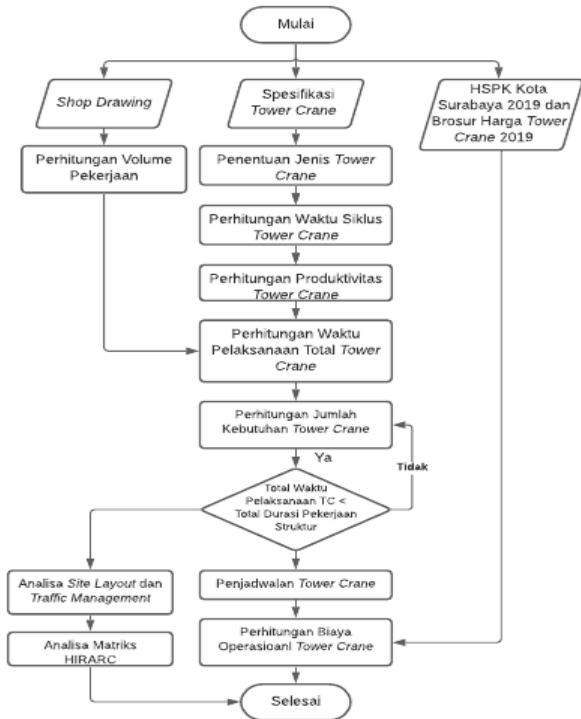 Mulai
Shop Drawing
Spesifikasi
Tower Crane
HSPK Kota
Surabaya 2019 dan
Brosur Harga Tower
Crane 2019
Perhitungan Volume
Pekerjaan
Penentuan Jenis Tower
Crane
Perhitungan Waktu Siklus
Tower Crane
Perhitungan Produktivitas
Tower Crane
Perhitungan Waktu
Pelaksanaan Total Tower
Crane
Perhitungan Jumlah
Kebutuhan Tower Crane
Ya
Tidak
Total Waktu
Pelaksanaan TC <
Total Durasi Pekerjaan
Struktur
Analisa Site Layout dan
Traffic Management
Penjadwalan Tower Crane
Analisa Matriks
HIRARC
Perhitungan Biaya
Operasioanl Tower Crane
Selesai